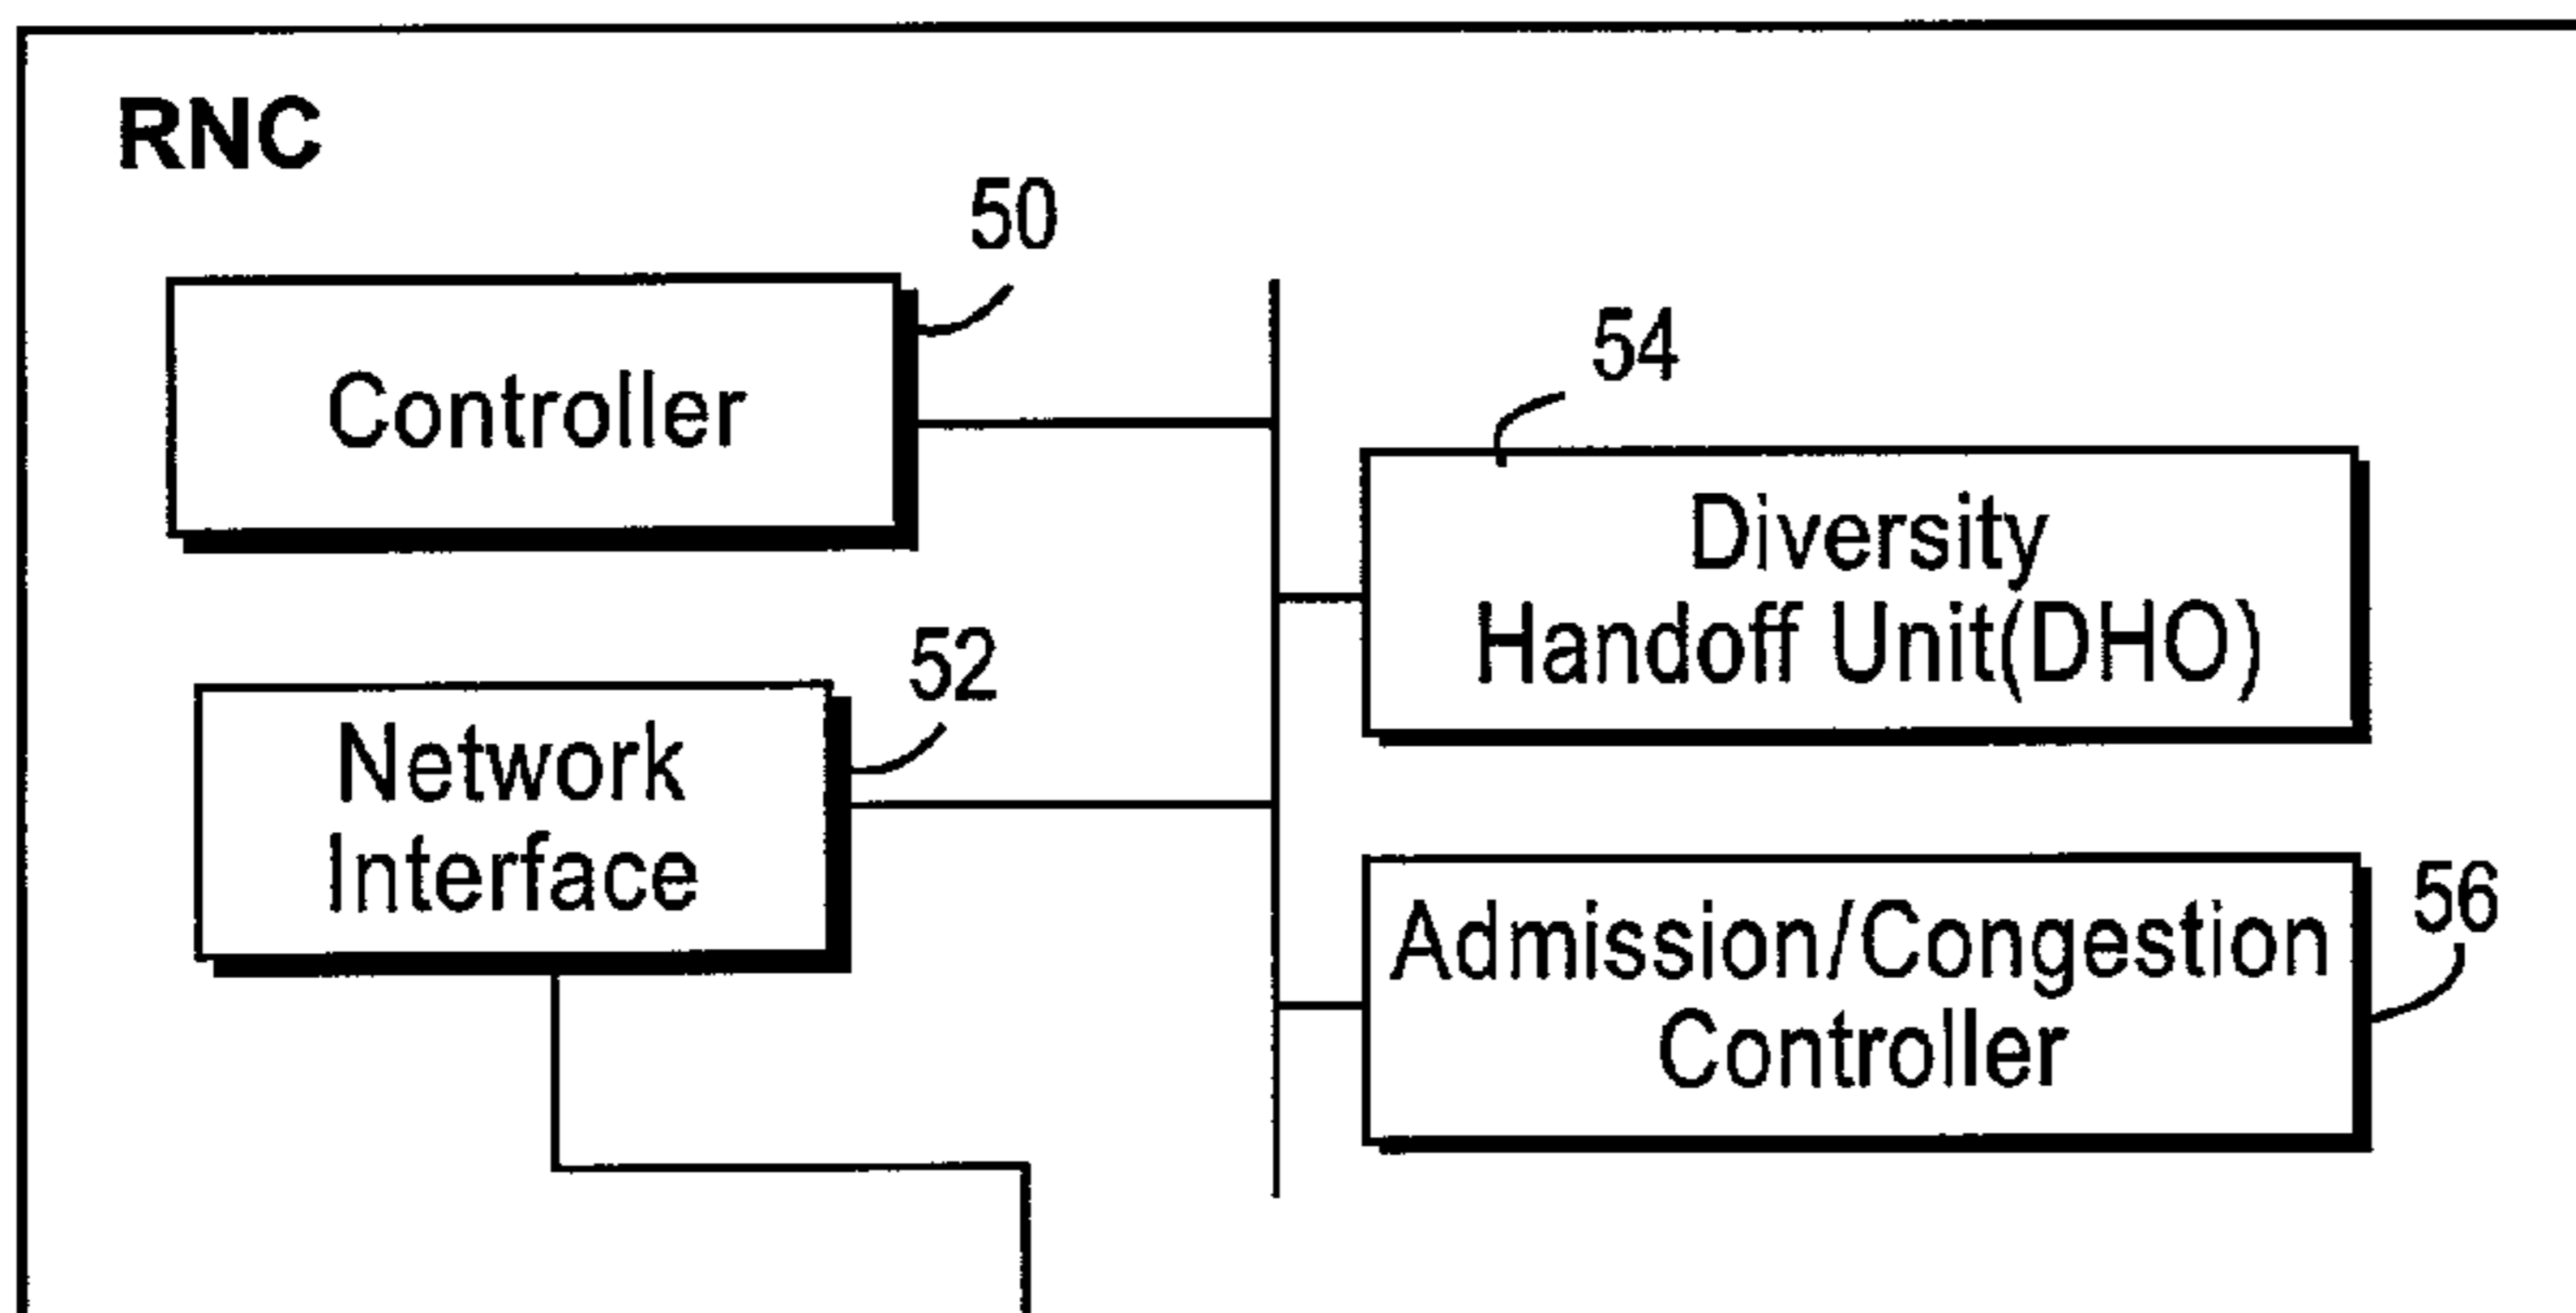 RNC
50
Controller
54
Diversity
Handoff Unit(DHO)
52
Network
Interface
56
Admission/Congestion
Controller